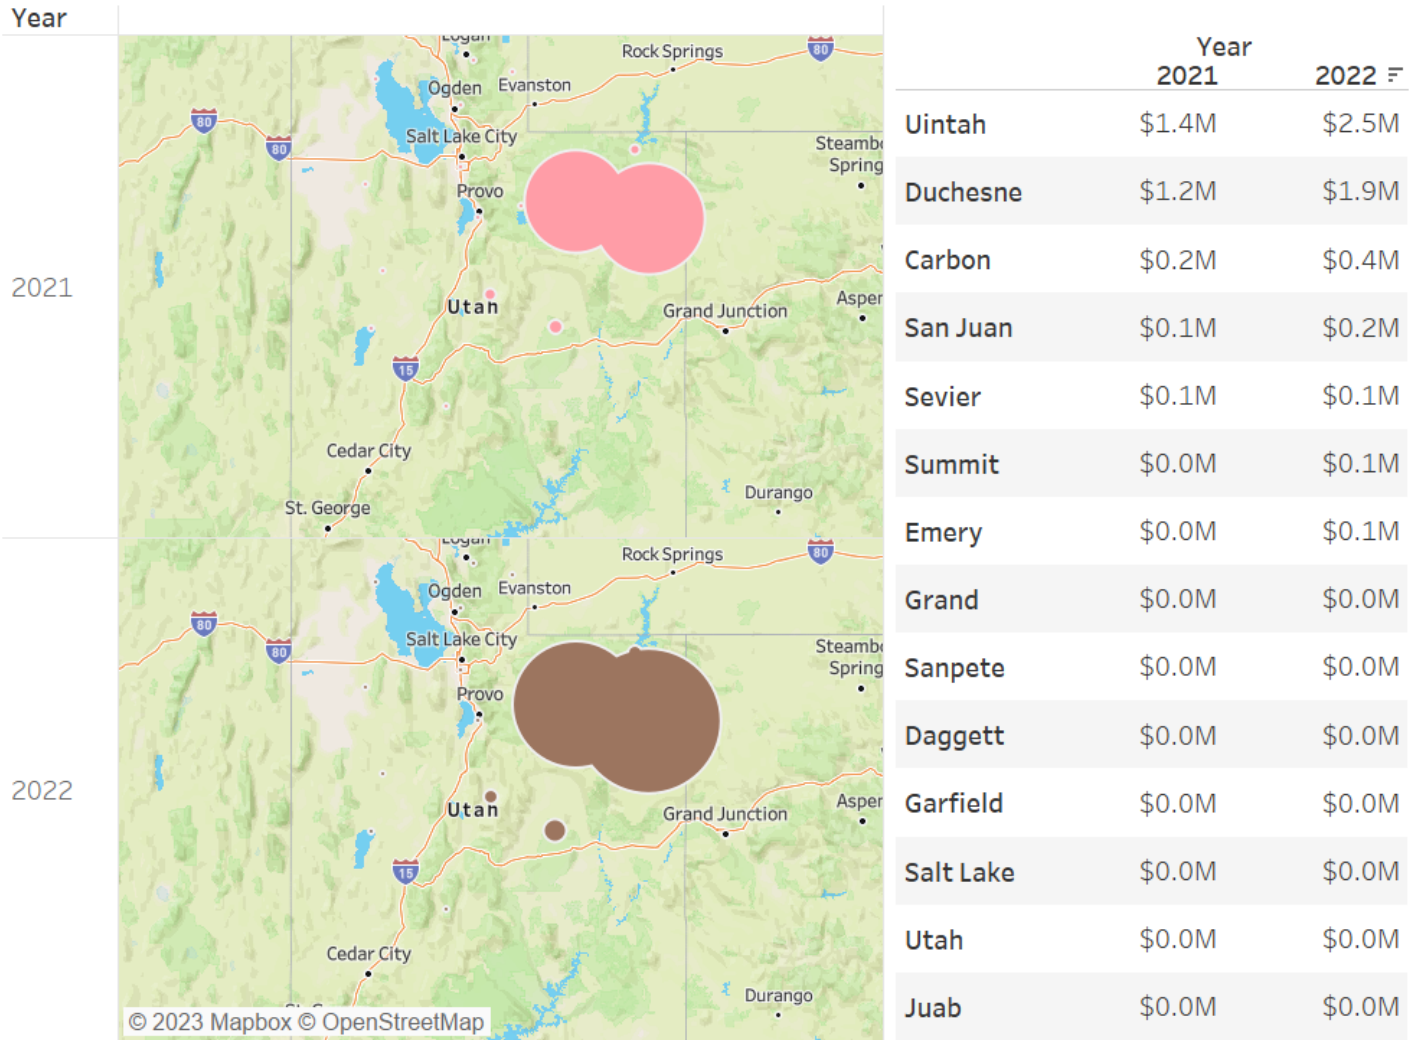 Year
2021
Logan
Rock Springs
80
Ogden
Evanston
80
80
Salt Lake City
Provo
Utah
Grand Junction
15
Cedar City
Durango
St. George
2022
Logan
Rock Springs
80
Ogden
Evanston
80
80
Salt Lake City
Provo
Utah
Grand Junction
15
Cedar City
Durango
© 2023 Mapbox © OpenStreetMap
Year
2021 2022
Uintah $1.4M $2.5M
Duchesne $1.2M $1.9M
Carbon $0.2M $0.4M
San Juan $0.1M $0.2M
Sevier $0.1M $0.1M
Summit $0.0M $0.1M
Emery $0.0M $0.1M
Grand $0.0M $0.0M
Sanpete $0.0M $0.0M
Daggett $0.0M $0.0M
Garfield $0.0M $0.0M
Salt Lake $0.0M $0.0M
Utah $0.0M $0.0M
Juab $0.0M $0.0M